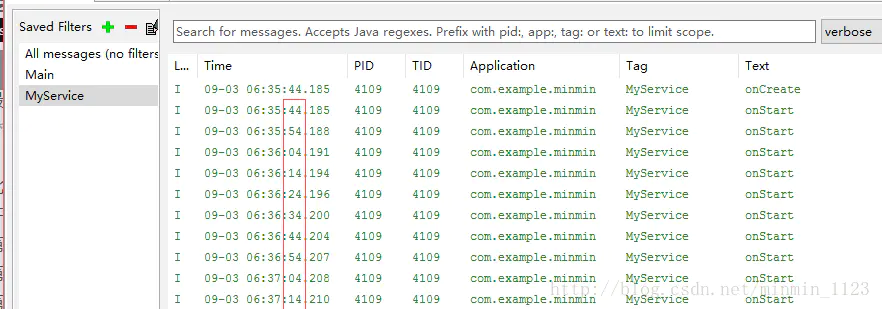 Saved Filters
Search for messages. Accepts Java regexes. Prefix with pid:, app:, tag: or text: to limit scope.
verbose
All messages (no filters
Main
MyService
L... Time PID TID Application Tag Text
I 09-03 06:35:44.185 4109 4109 com.example.minmin MyService onCreate
I 09-03 06:35:44.185 4109 4109 com.example.minmin MyService onStart
I 09-03 06:35:54.188 4109 4109 com.example.minmin MyService onStart
I 09-03 06:36:04.191 4109 4109 com.example.minmin MyService onStart
I 09-03 06:36:14.194 4109 4109 com.example.minmin MyService onStart
I 09-03 06:36:24.196 4109 4109 com.example.minmin MyService onStart
I 09-03 06:36:34.200 4109 4109 com.example.minmin MyService onStart
I 09-03 06:36:44.204 4109 4109 com.example.minmin MyService onStart
I 09-03 06:36:54.207 4109 4109 com.example.minmin MyService onStart
I 09-03 06:37:04.208 4109 4109 com.example.minmin MyService onStart
I 09-03 06:37:14.210 4109 4109 com.example.minmin MyService onStart
http://blog.csdn.net/minmin_1123